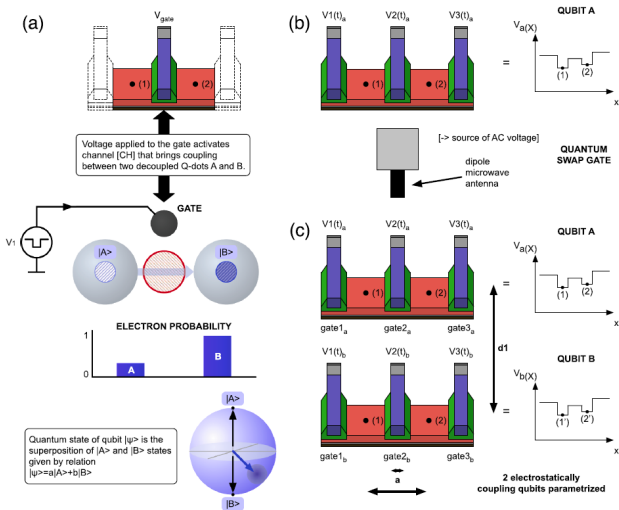 (a)
V gate
(1)
(2)
Voltage applied to the gate activates
channel [CH] that brings coupling
between two decoupled Q-dots A and B.
GATE
V1
|A>
|B>
ELECTRON PROBABILITY
1
0
A
B
|A>
Quantum state of qubit |ψ> is the
superposition of |A> and |B> states
given by relation
|ψ>=a|A>+b|B>
|B>
(b)
V1(t)a
V2(t)a
V3(t)a
(1)
(2)
=
QUBIT A
Va(X)
(1)
(2)
x
[-> source of AC voltage]
dipole
microwave
antenna
QUANTUM
SWAP GATE
(c)
V1(t)a
V2(t)a
V3(t)a
(1)
(2)
gate1a
gate2a
gate3a
=
QUBIT A
Va(X)
(1)
(2)
x
d1
V1(t)b
V2(t)b
V3(t)b
(1)
(2)
gate1b
gate2b
gate3b
=
QUBIT B
Vb(X)
(1')
(2')
x
a
2 electrostatically
coupling qubits parametrized